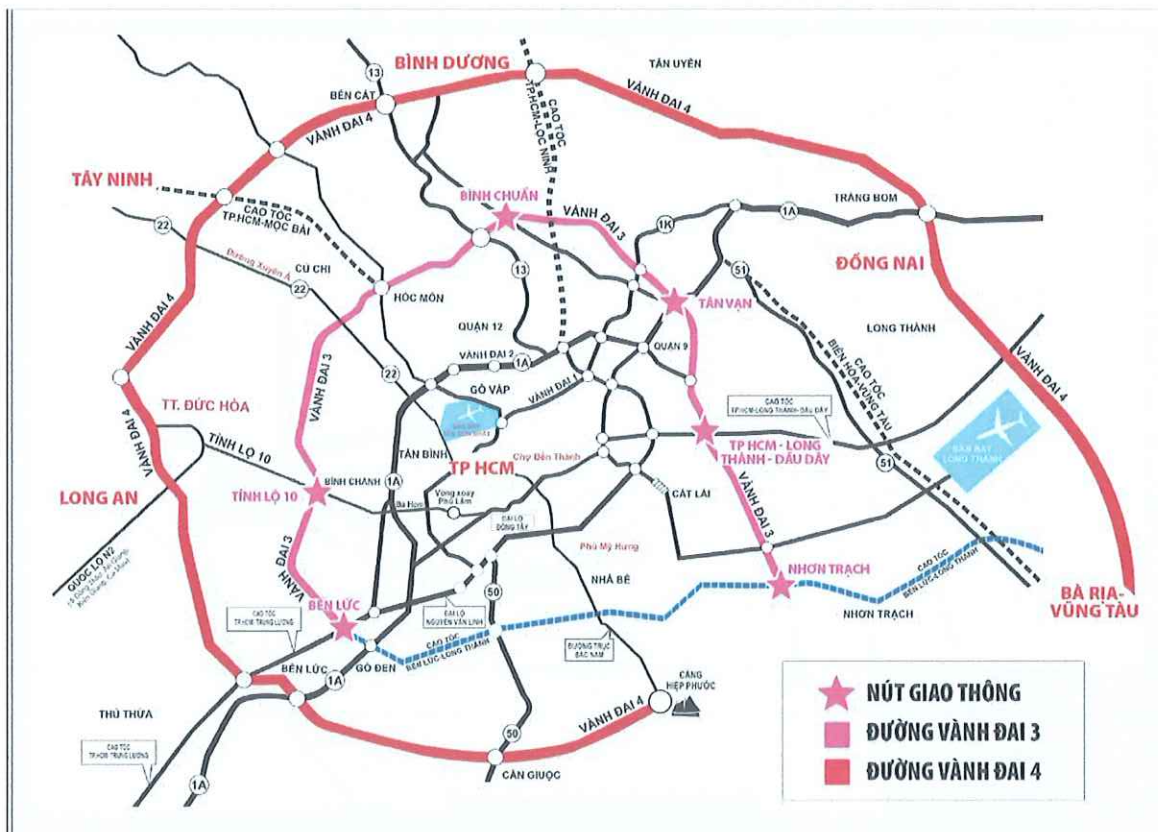 BÌNH DƯƠNG
TÂN UYÊN
13
BẾN CÁT
VÀNH ĐAI 4
VÀNH ĐAI 4
CAO TỐC
TP.HCM-LỘC NINH
TÂY NINH
CAO TỐC
TP.HCM-MỘC BÀI
BÌNH CHUẨN
VÀNH ĐAI 3
1K
1A
TRẢNG BOM
22
Đường Xuyên Á
CỦ CHI
22
HÓC MÔN
13
51
ĐỒNG NAI
TÂN VẠN
LONG THÀNH
VÀNH ĐAI 4
QUẬN 12
VÀNH ĐAI 2
1A
QUẬN 9
VÀNH ĐAI 3
22
GÒ VẤP
VÀNH ĐAI 1
CAO TỐC
BIÊN HÒA-VŨNG TÀU
VÀNH ĐAI 4
TT. ĐỨC HÒA
VÀNH ĐAI 4
CAO TỐC
TP.HCM-LONG THÀNH-DẦU DÂY
SÂN BAY
LONG THÀNH
TỈNH LỘ 10
TÂN BÌNH
TP HCM
Chợ Bến Thành
TP HCM - LONG
THÀNH - DẦU DÂY
51
LONG AN
TỈNH LỘ 10
BÌNH CHÁNH
1A
Bà Hom
Vòng xoay
Phú Lâm
CÁT LÁI
VÀNH ĐAI 3
ĐẠI LỘ
ĐÔNG TÂY
Phú Mỹ Hưng
QUỐC LỘ N2
VÀNH ĐAI 3
NHÀ BÈ
NHƠN TRẠCH
CAO TỐC
BẾN LỨC-LONG THÀNH
BẾN LỨC
50
NHƠN TRẠCH
BÀ RỊA-
VŨNG TÀU
CAO TỐC
TP.HCM-TRUNG LƯƠNG
ĐẠI LỘ
NGUYỄN VĂN LINH
CAO TỐC
BẾN LỨC-LONG THÀNH
ĐƯỜNG TRỤC
BẮC NAM
BẾN LỨC
GÒ ĐEN
1A
CẢNG
HIỆP PHƯỚC
THỦ THỪA
VÀNH ĐAI 4
50
CAO TỐC
TP.HCM-TRUNG LƯƠNG
1A
CẦN GIUỘC
NÚT GIAO THÔNG
ĐƯỜNG VÀNH ĐAI 3
ĐƯỜNG VÀNH ĐAI 4